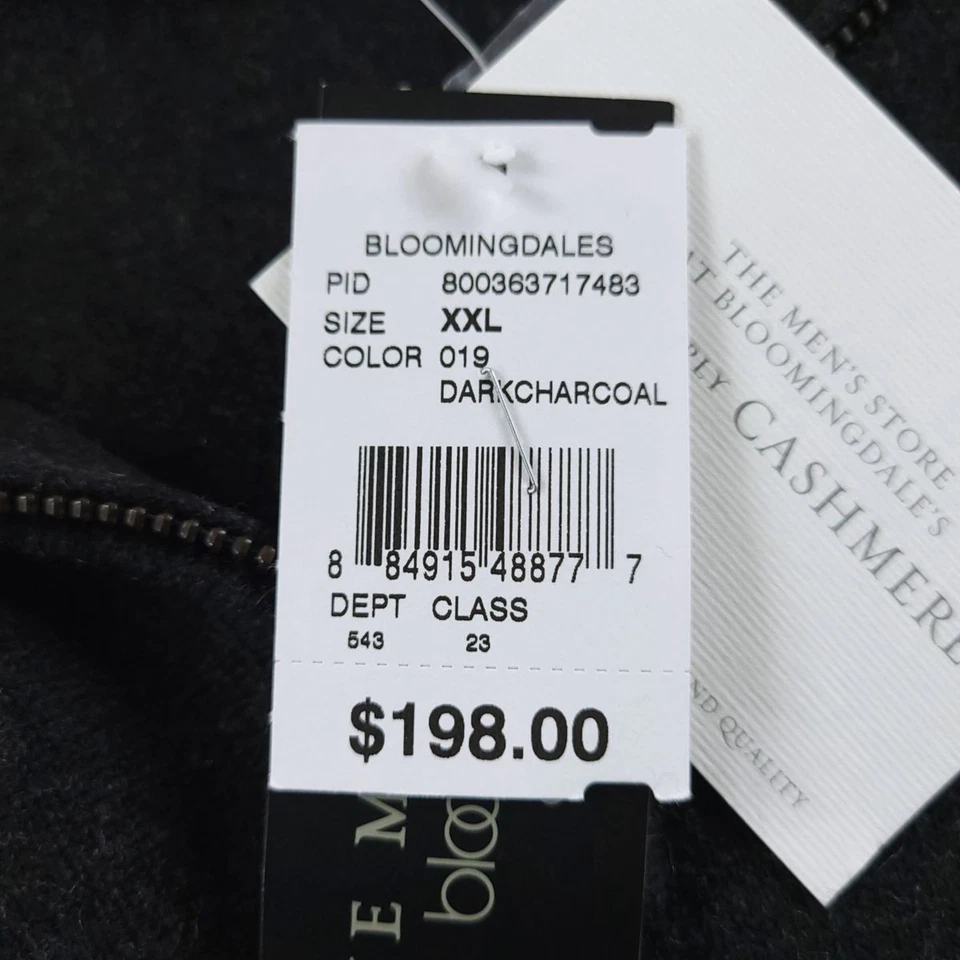 BLOOMINGDALES
PID 800363717483
SIZE XXL
COLOR 019
DARKCHARCOAL
8 84915 48877 7
DEPT CLASS
543 23
$198.00
THE MEN'S STORE
BLOOMINGDALE'S
CASHMERE
QUALITY